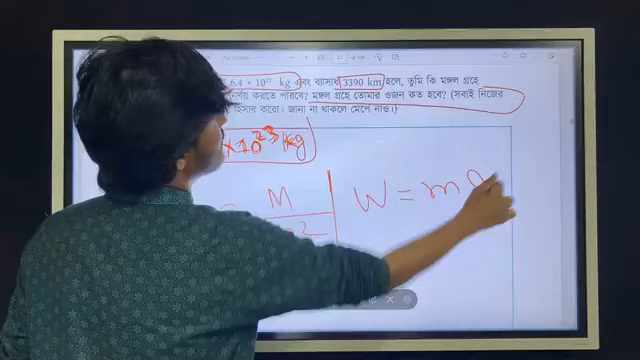 6.4 × 10²³ kg এবং ব্যাসার্ধ 3390 km হলে, তুমি কি মঙ্গল গ্রহে
নির্ণয় করতে পারবে? মঙ্গল গ্রহে তোমার ওজন কত হবে? (সবাই নিজের
হিসাব করো। জানা না থাকলে মেপে নাও।)
×10²³ kg
M
W = m
2